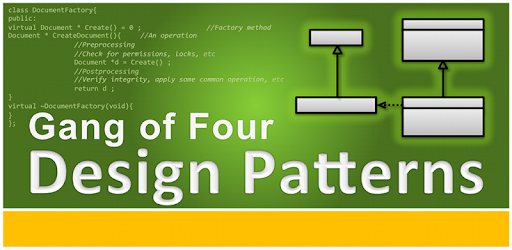 class DocumentFactory{
public:
virtual Document * Create() = 0 ; //Factory method
Document * CreateDocument(){ //An operation
//Preprocessing
//Check for permissions, locks, etc
Document *d = Create() ;
//Postprocessing
//Verify integrity, apply some common operation, etc
return d ;
}
virtual ~DocumentFactory(void){
}
};
Gang of Four
Design Patterns